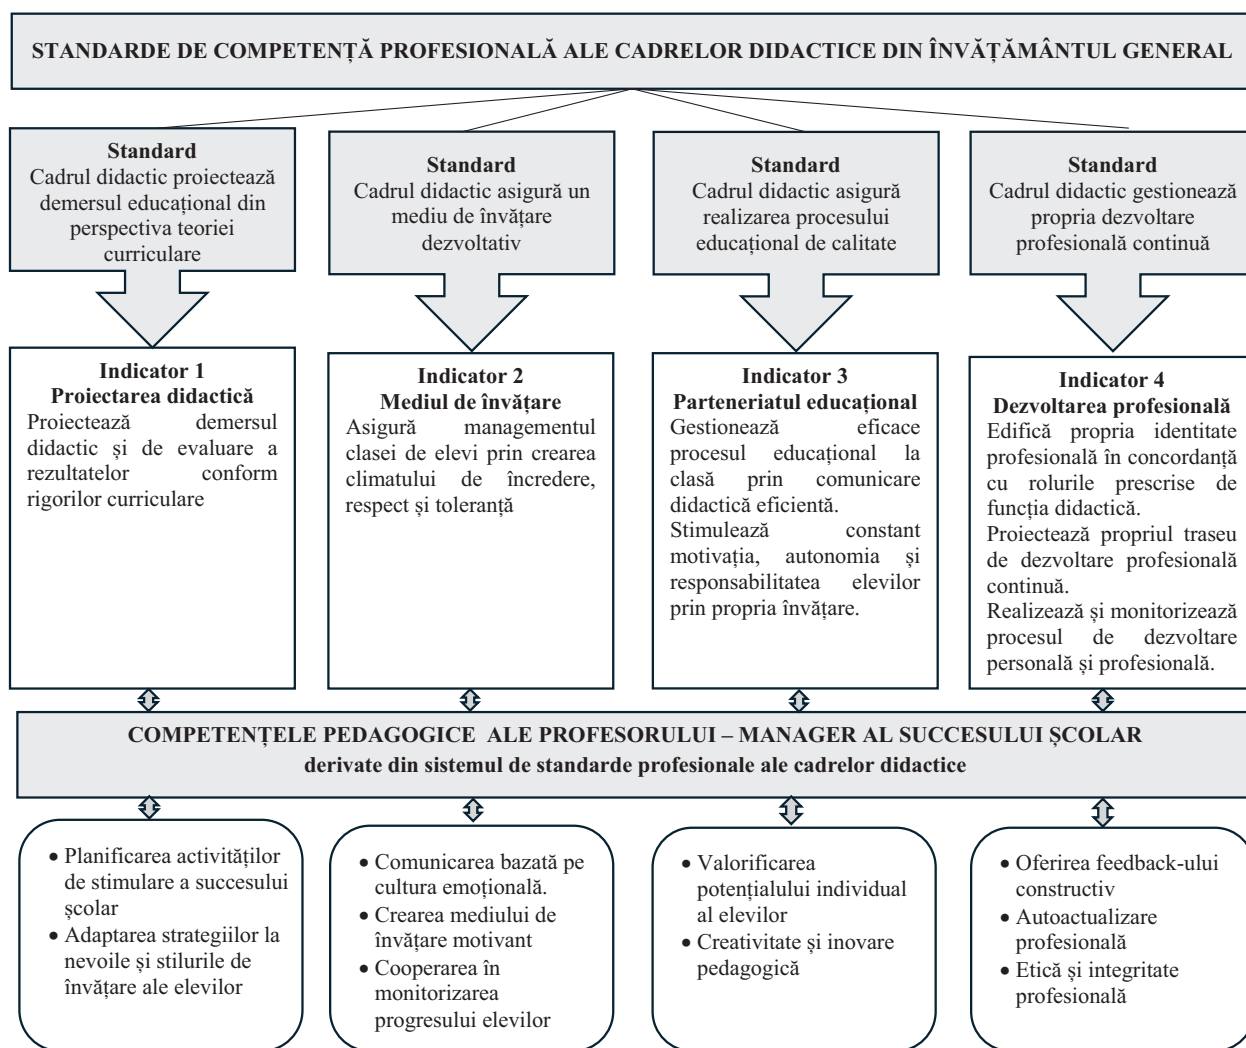 STANDARDE DE COMPETENȚĂ PROFESIONALĂ ALE CADRELOR DIDACTICE DIN ÎNVĂȚĂMÂNTUL GENERAL
Standard
Cadrul didactic proiectează
demersul educațional din
perspectiva teoriei
curriculare
Standard
Cadrul didactic asigură un
mediu de învățare
dezvoltativ
Standard
Cadrul didactic asigură
realizarea procesului
educațional de calitate
Standard
Cadrul didactic gestionează
propria dezvoltare
profesională continuă
Indicator 1
Proiectarea didactică
Proiectează demersul
didactic și de evaluare a
rezultatelor conform
rigorilor curriculare
Indicator 2
Mediul de învățare
Asigură managementul
clasei de elevi prin crearea
climatului de încredere,
respect și toleranță
Indicator 3
Parteneriatul educațional
Gestionează eficace
procesul educațional la
clasă prin comunicare
didactică eficientă.
Stimulează constant
motivația, autonomia și
responsabilitatea elevilor
prin propria învățare.
Indicator 4
Dezvoltarea profesională
Edifică propria identitate
profesională în concordanță
cu rolurile prescrise de
funcția didactică.
Proiectează propriul traseu
de dezvoltare profesională
continuă.
Realizează și monitorizează
procesul de dezvoltare
personală și profesională.
COMPETENȚELE PEDAGOGICE ALE PROFESORULUI – MANAGER AL SUCCESULUI ȘCOLAR
derivate din sistemul de standarde profesionale ale cadrelor didactice
• Planificarea activităților
de stimulare a succesului
școlar
• Adaptarea strategiilor la
nevoile și stilurile de
învățare ale elevilor
• Comunicarea bazată pe
cultura emoțională.
• Crearea mediului de
învățare motivant
• Cooperarea în
monitorizarea
progresului elevilor
• Valorificarea
potențialului individual
al elevilor
• Creativitate și inovare
pedagogică
• Oferirea feedback-ului
constructiv
• Autoactualizare
profesională
• Etică și integritate
profesională